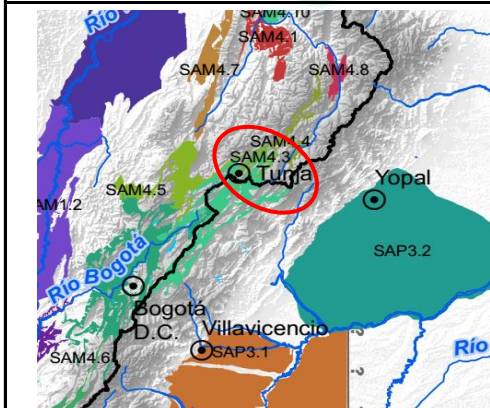 Río
SAM4.10
SAM4.1
SAM4.7
SAM4.8
SAM4.4
SAM4.3
Tunja
Yopal
SAM4.5
AM1.2
SAP3.2
Río Bogotá
Bogotá
D.C.
Villavicencio
SAP3.1
Río
SAM4.6